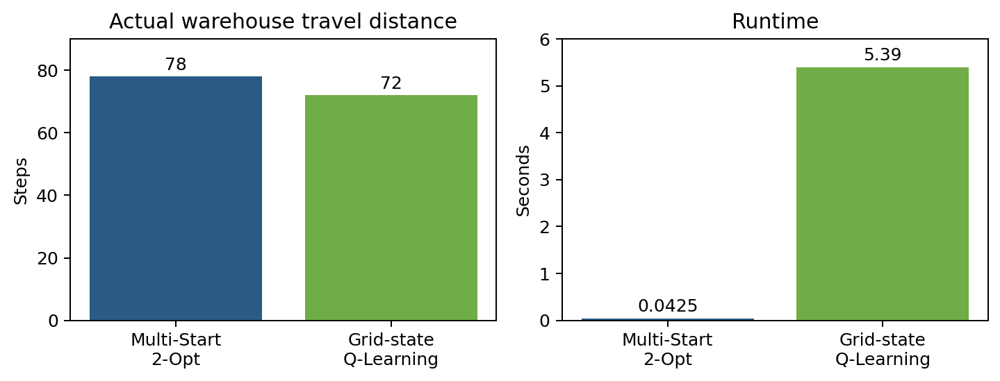 Actual warehouse travel distance
Steps
80
60
40
20
0
78
72
Multi-Start
2-Opt
Grid-state
Q-Learning
Runtime
Seconds
6
5
4
3
2
1
0
0.0425
5.39
Multi-Start
2-Opt
Grid-state
Q-Learning